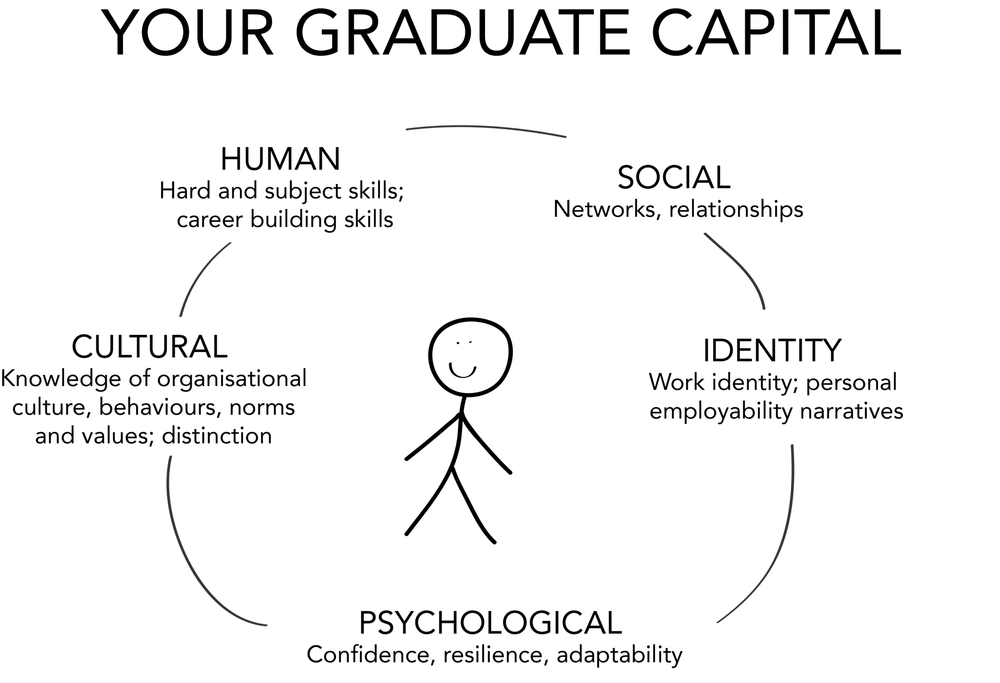 YOUR GRADUATE CAPITAL
HUMAN
Hard and subject skills;
career building skills
SOCIAL
Networks, relationships
CULTURAL
Knowledge of organisational
culture, behaviours, norms
and values; distinction
IDENTITY
Work identity; personal
employability narratives
PSYCHOLOGICAL
Confidence, resilience, adaptability